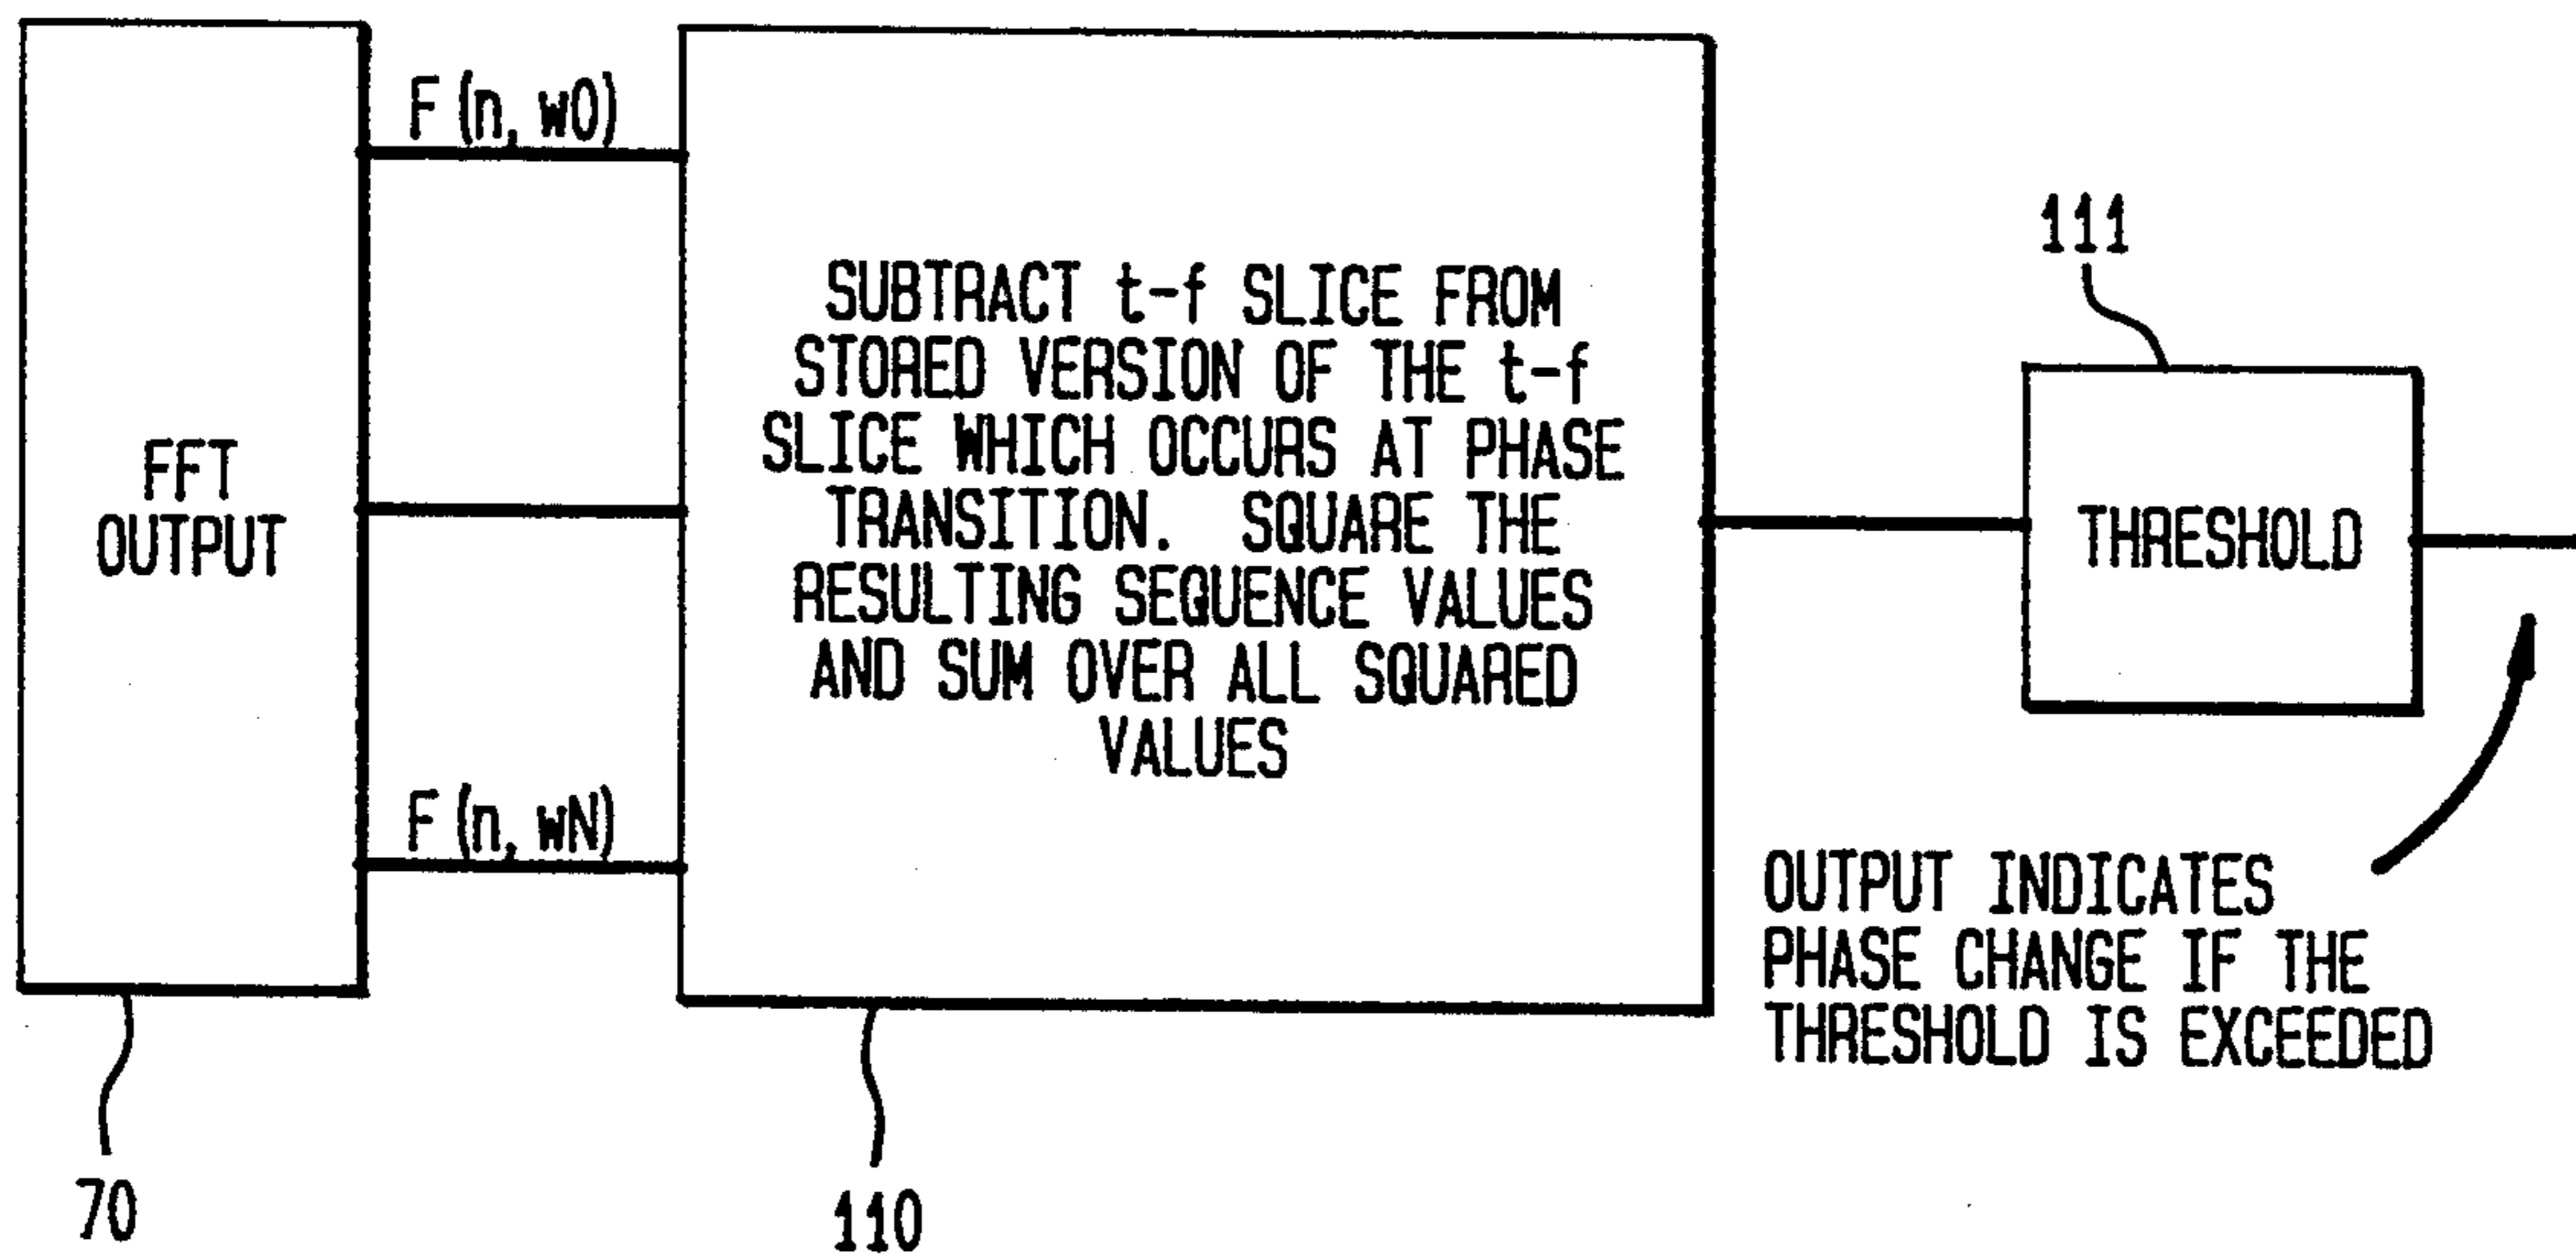 F (n, w0)
FFT
OUTPUT
F (n, wN)
70
SUBTRACT t-f SLICE FROM
STORED VERSION OF THE t-f
SLICE WHICH OCCURS AT PHASE
TRANSITION. SQUARE THE
RESULTING SEQUENCE VALUES
AND SUM OVER ALL SQUARED
VALUES
110
111
THRESHOLD
OUTPUT INDICATES
PHASE CHANGE IF THE
THRESHOLD IS EXCEEDED